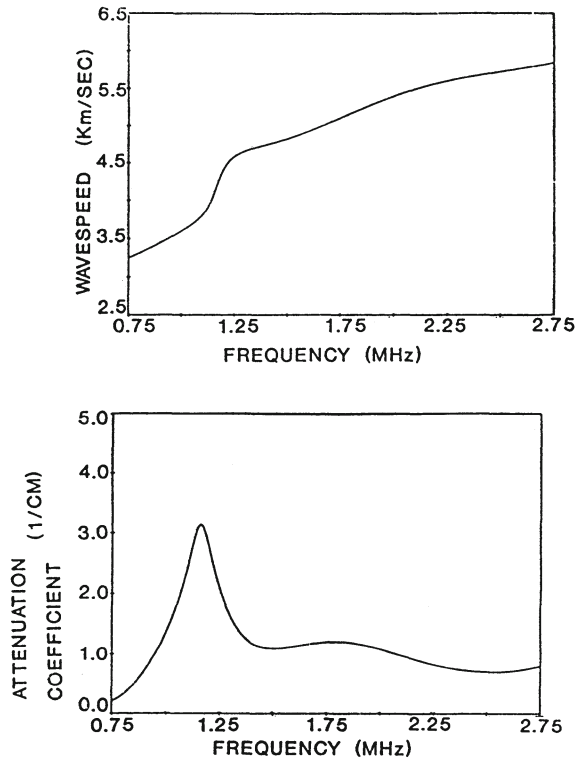 6.5
5.5
4.5
3.5
2.5
WAVESPEED (Km/SEC)
0.75 1.25 1.75 2.25 2.75
FREQUENCY (MHz)
5.0
4.0
3.0
2.0
1.0
0.0
ATTENUATION (1/CM)
COEFFICIENT
0.75 1.25 1.75 2.25 2.75
FREQUENCY (MHz)